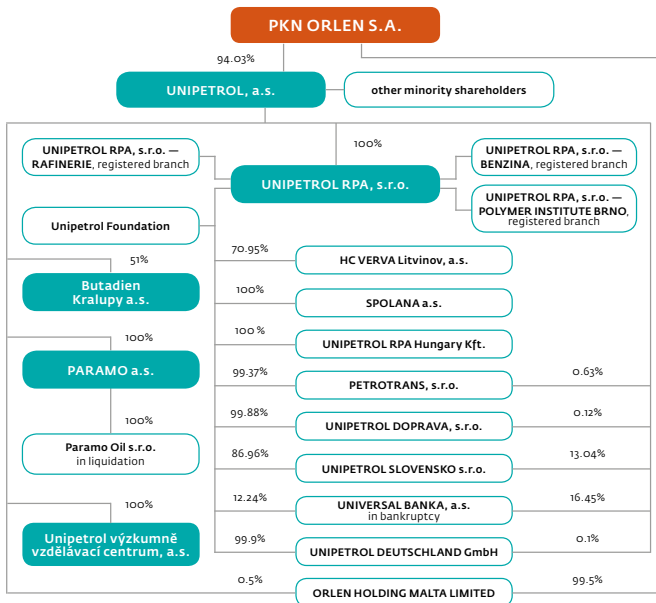 PKN ORLEN S.A.
94.03%
UNIPETROL, a.s.
other minority shareholders
100%
UNIPETROL RPA, s.r.o. —
RAFINERIE, registered branch
UNIPETROL RPA, s.r.o. —
BENZINA, registered branch
UNIPETROL RPA, s.r.o.
UNIPETROL RPA, s.r.o. —
POLYMER INSTITUTE BRNO,
registered branch
Unipetrol Foundation
70.95%
HC VERVA Litvínov, a.s.
51%
Butadien
Kralupy a.s.
100%
SPOLANA a.s.
100 %
UNIPETROL RPA Hungary Kft.
100%
PARAMO a.s.
99.37%
PETROTRANS, s.r.o.
0.63%
100%
Paramo Oil s.r.o.
in liquidation
99.88%
UNIPETROL DOPRAVA, s.r.o.
0.12%
86.96%
UNIPETROL SLOVENSKO s.r.o.
13.04%
12.24%
UNIVERSAL BANKA, a.s.
in bankruptcy
16.45%
100%
Unipetrol výzkumně
vzdělávací centrum, a.s.
99.9%
UNIPETROL DEUTSCHLAND GmbH
0.1%
0.5%
ORLEN HOLDING MALTA LIMITED
99.5%